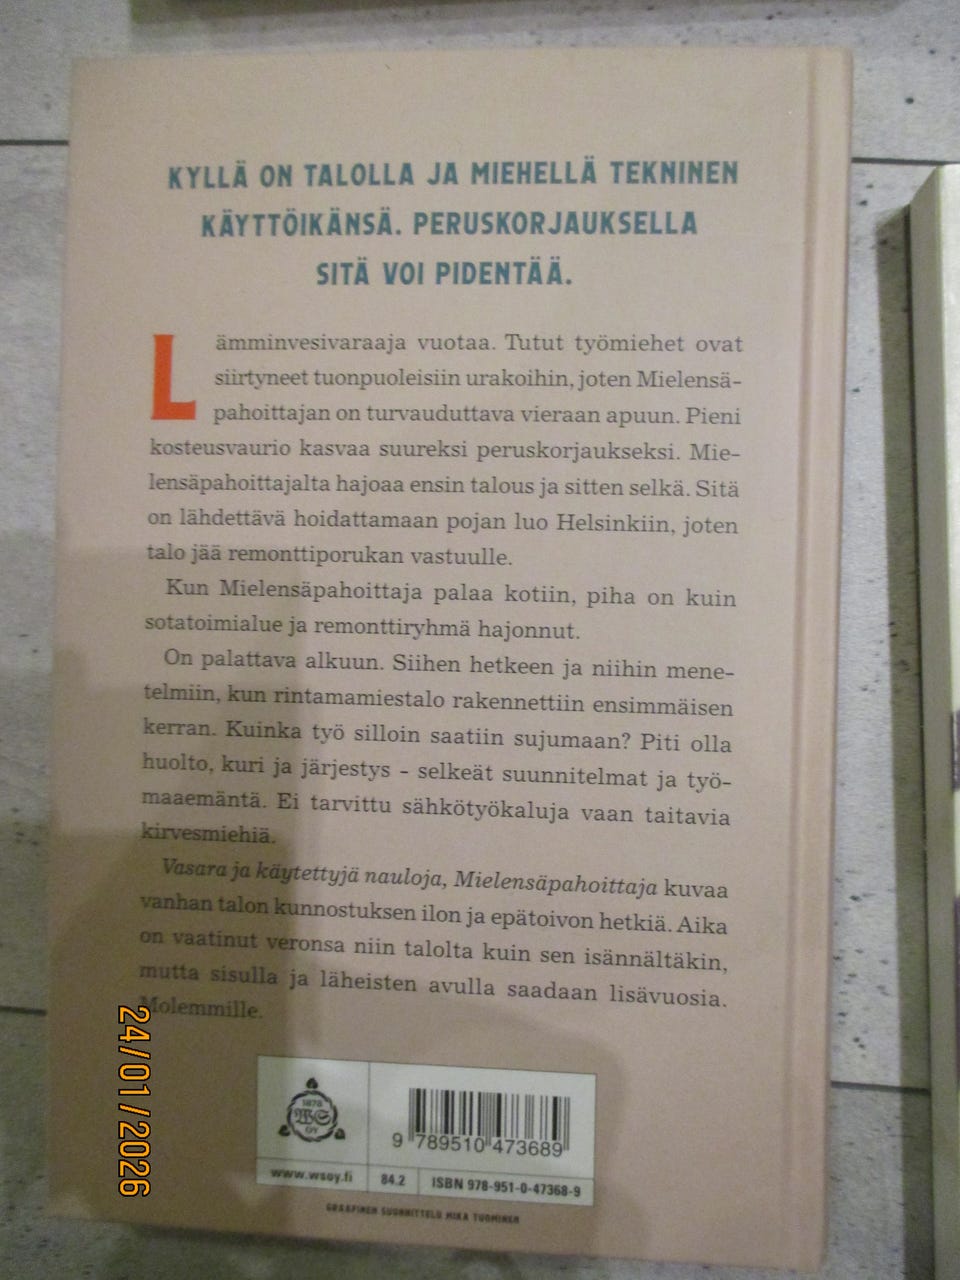 KYLLÄ ON TALOLLA JA MIEHELLÄ TEKNINEN
KÄYTTÖIKÄNSÄ. PERUSKORJAUKSELLA
SITÄ VOI PIDENTÄÄ.
Lämminvesivaraaja vuotaa. Tutut työmiehet ovat
siirtyneet tuonpuoleisiin urakoihin, joten Mielensä-
pahoittajan on turvauduttava vieraan apuun. Pieni
kosteusvaurio kasvaa suureksi peruskorjaukseksi. Mie-
lensäpahoittajalta hajoaa ensin talous ja sitten selkä. Sitä
on lähdettävä hoidattamaan pojan luo Helsinkiin, joten
talo jää remonttiporukan vastuulle.
Kun Mielensäpahoittaja palaa kotiin, piha on kuin
sotatoimialue ja remonttiryhmä hajonnut.
On palattava alkuun. Siihen hetkeen ja niihin mene-
telmiin, kun rintamamiestalo rakennettiin ensimmäisen
kerran. Kuinka työ silloin saatiin sujumaan? Piti olla
huolto, kuri ja järjestys – selkeät suunnitelmat ja työ-
maaemäntä. Ei tarvittu sähkötyökaluja vaan taitavia
kirvesmiehiä.
Vasara ja käytettyjä nauloja, Mielensäpahoittaja kuvaa
vanhan talon kunnostuksen ilon ja epätoivon hetkiä. Aika
on vaatinut veronsa niin talolta kuin sen isännältäkin,
mutta sisulla ja läheisten avulla saadaan lisävuosia.
Molemmille.
1878
WS
OY
9 789510 473689
www.wsoy.fi
84.2
ISBN 978-951-0-47368-9
GRAAFINEN SUUNNITTELU MIKA TUOMINEN
24/01/2026